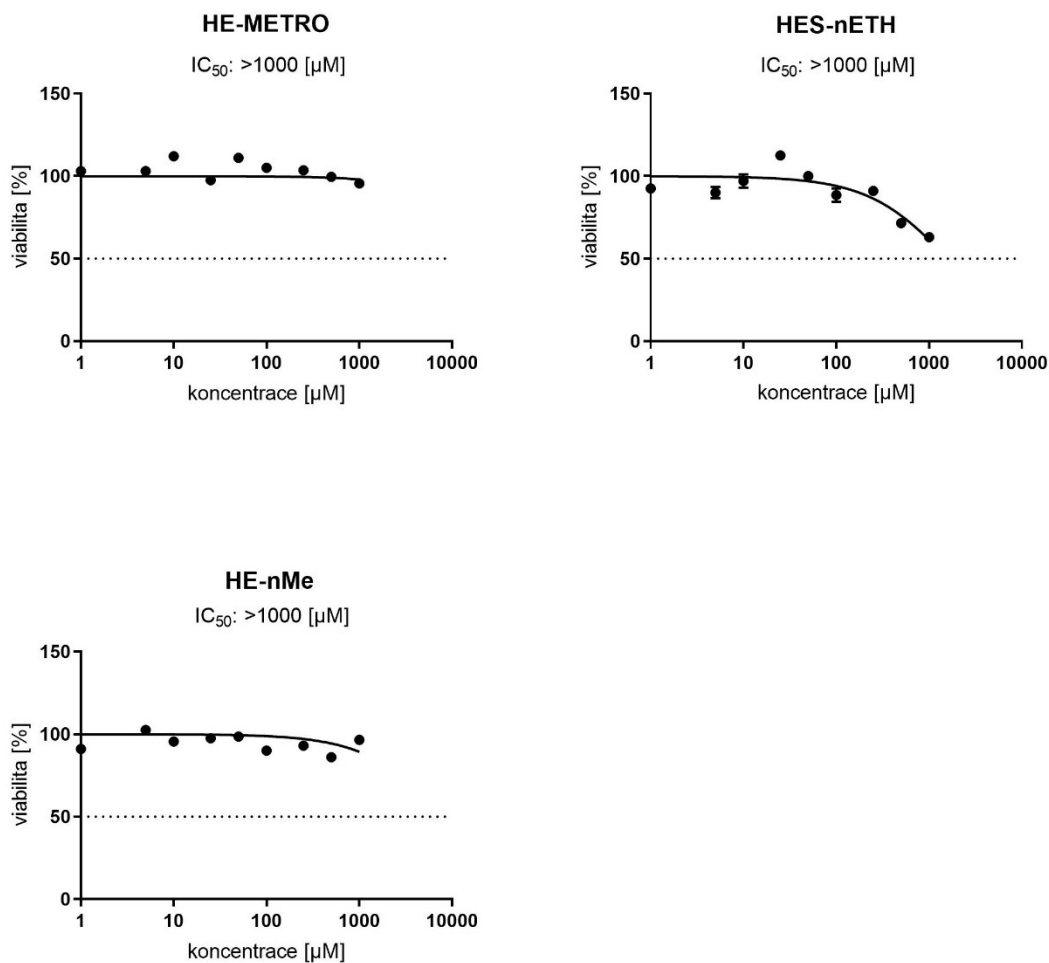 HE-METRO
IC₅₀: >1000 [µM]
150
100
50
0
viabilita [%]
1 10 100 1000 10000
koncentrace [µM]
HES-nETH
IC₅₀: >1000 [µM]
150
100
50
0
viabilita [%]
1 10 100 1000 10000
koncentrace [µM]
HE-nMe
IC₅₀: >1000 [µM]
150
100
50
0
viabilita [%]
1 10 100 1000 10000
koncentrace [µM]